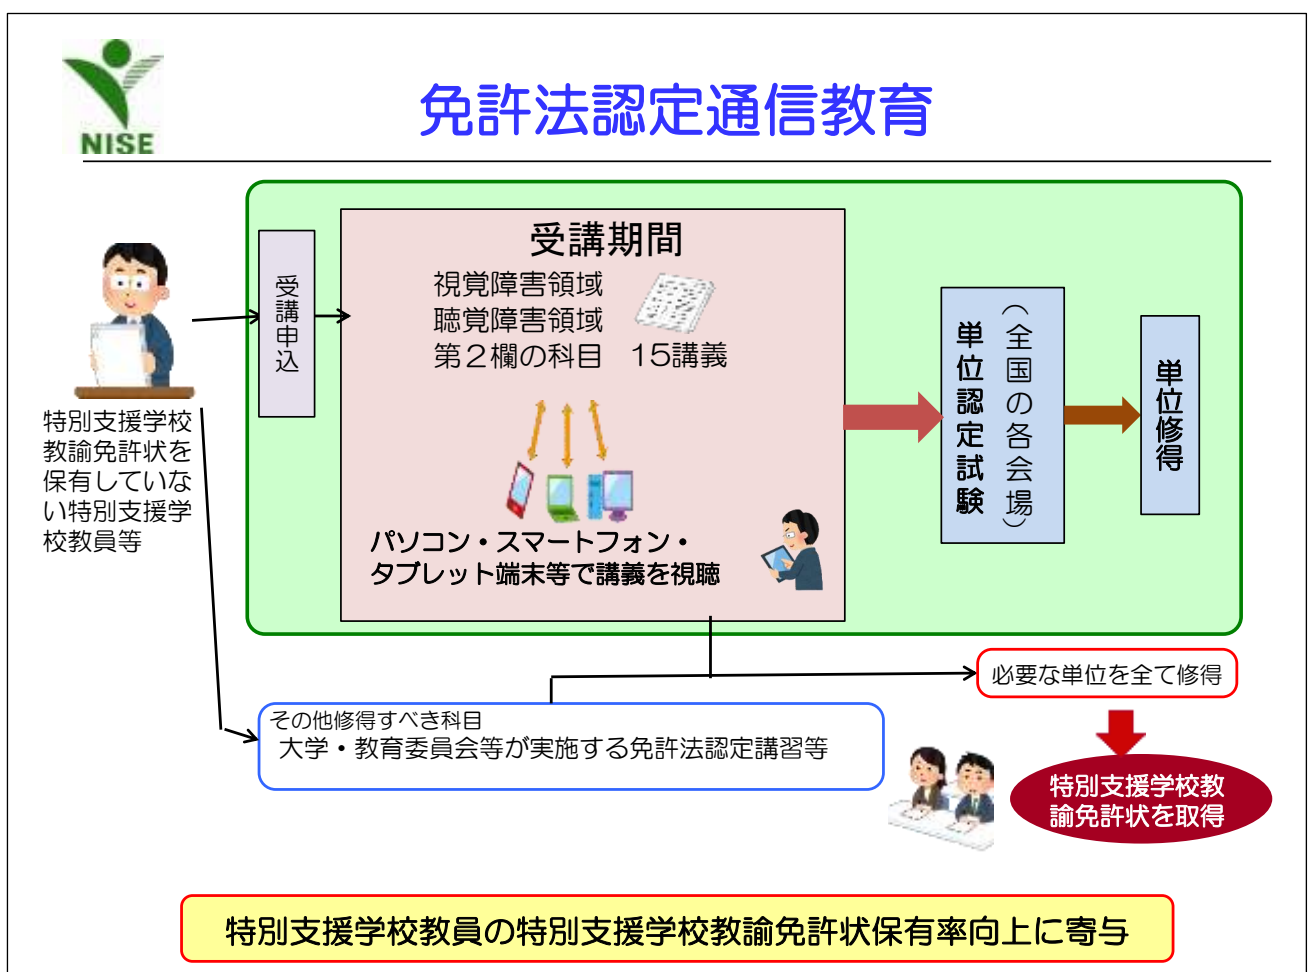 NISE
免許法認定通信教育
特別支援学校
教諭免許状を
保有していな
い特別支援学
校教員等
受講申込
受講期間
視覚障害領域
聴覚障害領域
第２欄の科目　15講義
パソコン・スマートフォン・
タブレット端末等で講義を視聴
（全国の各会場）
単位認定試験
単位修得
その他修得すべき科目
大学・教育委員会等が実施する免許法認定講習等
必要な単位を全て修得
特別支援学校教
諭免許状を取得
特別支援学校教員の特別支援学校教諭免許状保有率向上に寄与